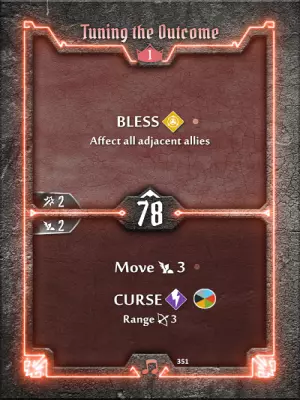 Tuning the Outcome
1
BLESS
Affect all adjacent allies
2
78
2
Move 3
CURSE
Range 3
351